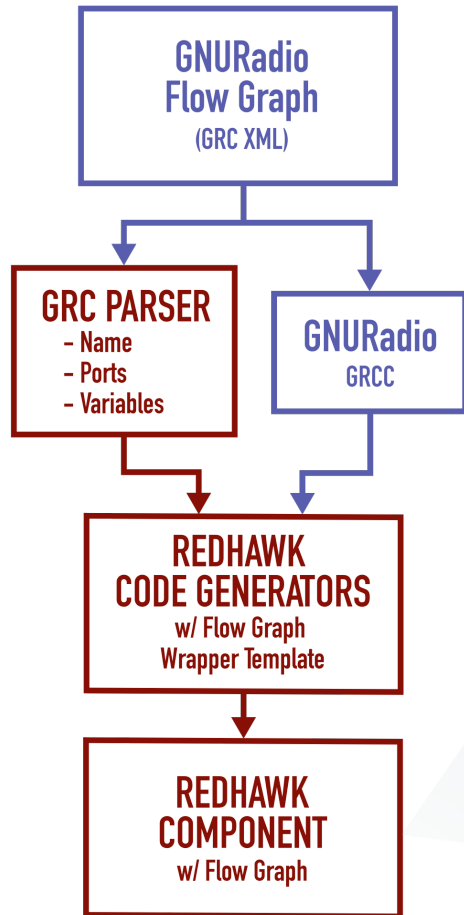 GNURadio
Flow Graph
(GRC XML)
GRC PARSER
- Name
- Ports
- Variables
GNURadio
GRCC
REDHAWK
CODE GENERATORS
w/ Flow Graph
Wrapper Template
REDHAWK
COMPONENT
w/ Flow Graph